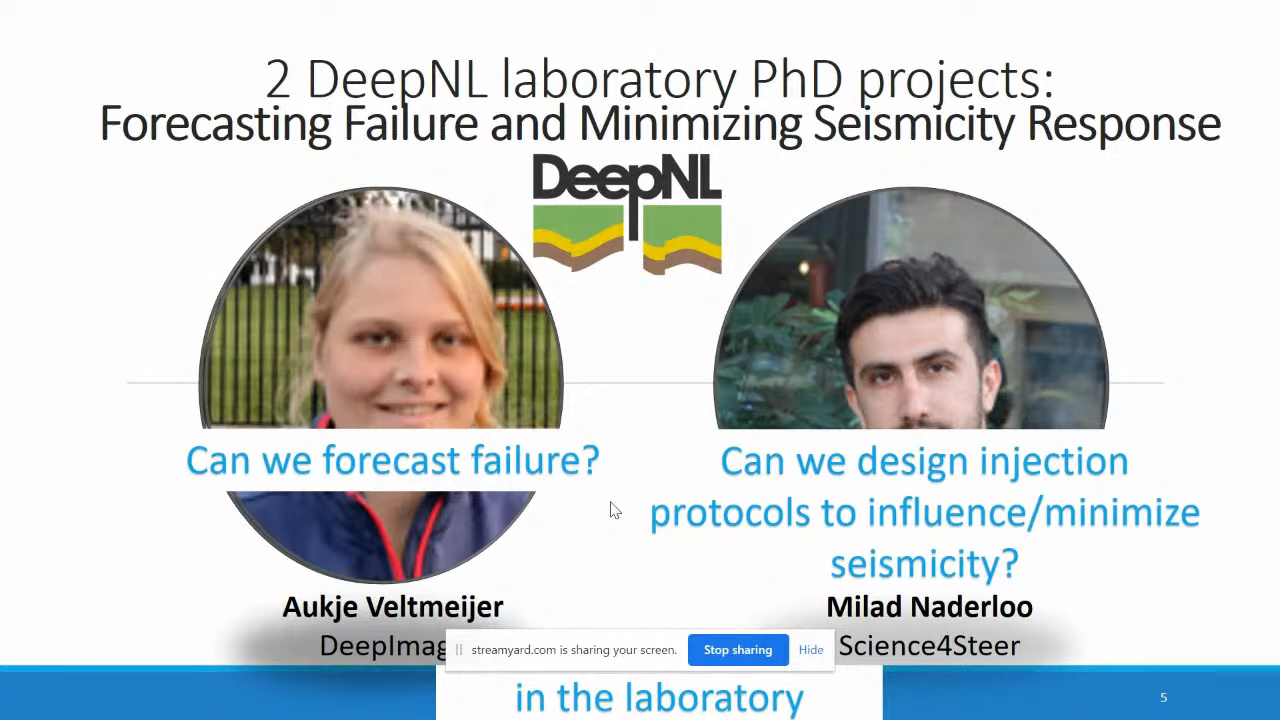 2 DeepNL laboratory PhD projects:
Forecasting Failure and Minimizing Seismicity Response
DeepNL
Can we forecast failure?
Can we design injection
protocols to influence/minimize
seismicity?
Aukje Veltmeijer
Milad Naderloo
DeepImag
Science4Steer
streamyard.com is sharing your screen.
Stop sharing
Hide
in the laboratory
5